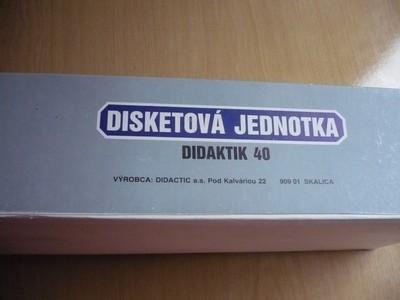 DISKETOVÁ JEDNOTKA
DIDAKTIK 40
VÝROBCA: DIDACTIC a.s. Pod Kalváriou 22 909 01 SKALICA